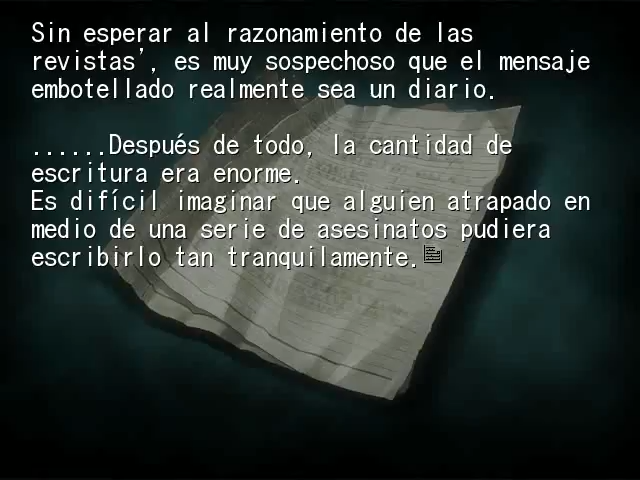 Sin esperar al razonamiento de las
revistas', es muy sospechoso que el mensaje
embotellado realmente sea un diario.
......Después de todo, la cantidad de
escritura era enorme.
Es difícil imaginar que alguien atrapado en
medio de una serie de asesinatos pudiera
escribirlo tan tranquilamente.